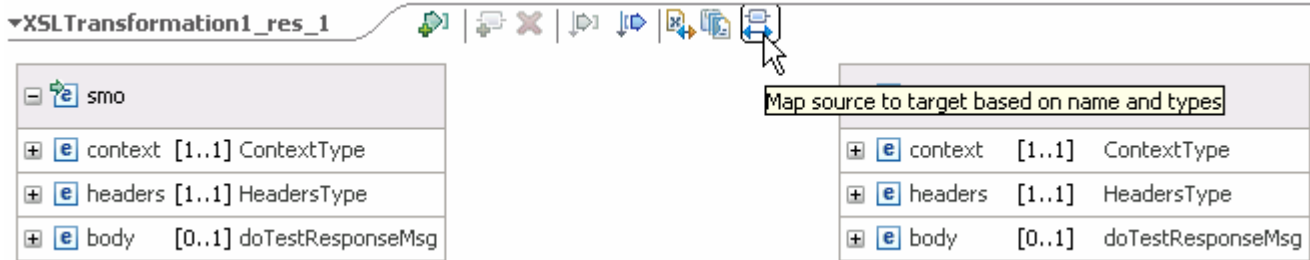 XSLTransformation1_res_1
smo
Map source to target based on name and types
context [1..1] ContextType
context [1..1] ContextType
headers [1..1] HeadersType
headers [1..1] HeadersType
body [0..1] doTestResponseMsg
body [0..1] doTestResponseMsg